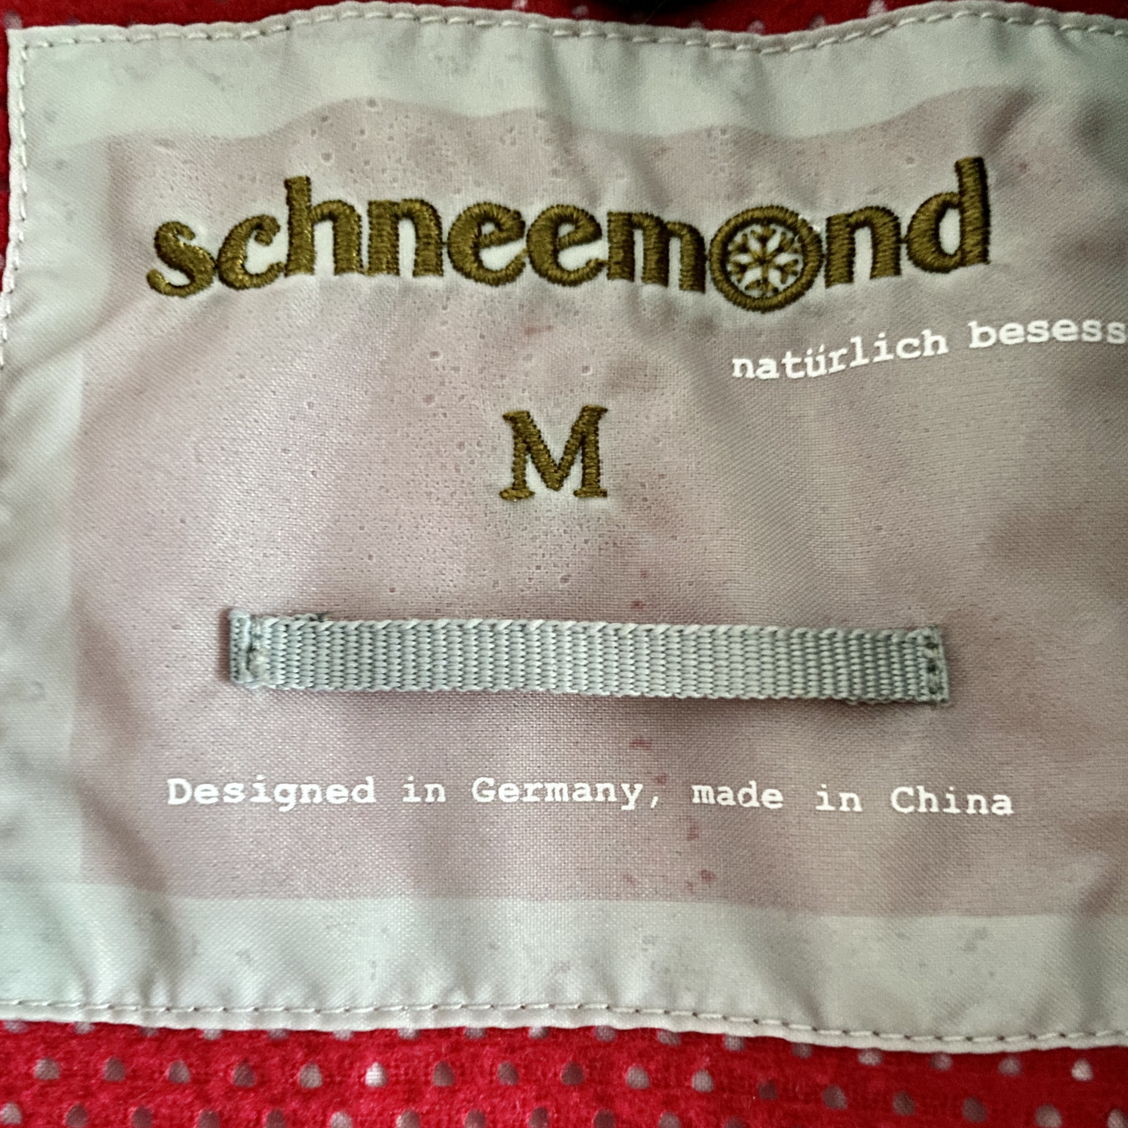 schneemond
natürlich besess
M
Designed in Germany, made in China